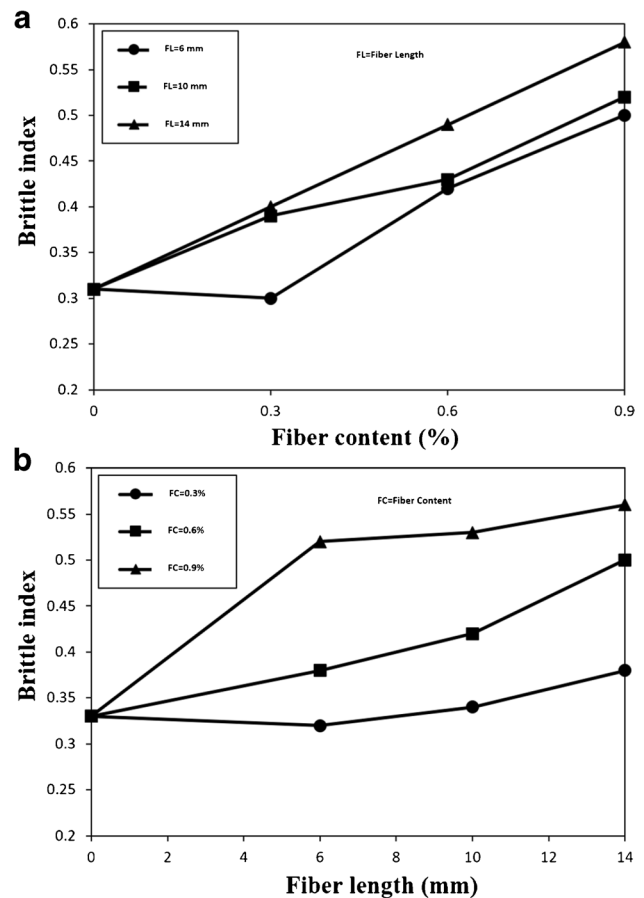 a
0.6
0.55
0.5
0.45
0.4
0.35
0.3
0.25
0.2
Brittle index
FL=6 mm
FL=10 mm
FL=14 mm
FL=Fiber Length
0 0.3 0.6 0.9
Fiber content (%)
b
0.6
0.55
0.5
0.45
0.4
0.35
0.3
0.25
0.2
Brittle index
FC=0.3%
FC=0.6%
FC=0.9%
FC=Fiber Content
0 2 4 6 8 10 12 14
Fiber length (mm)